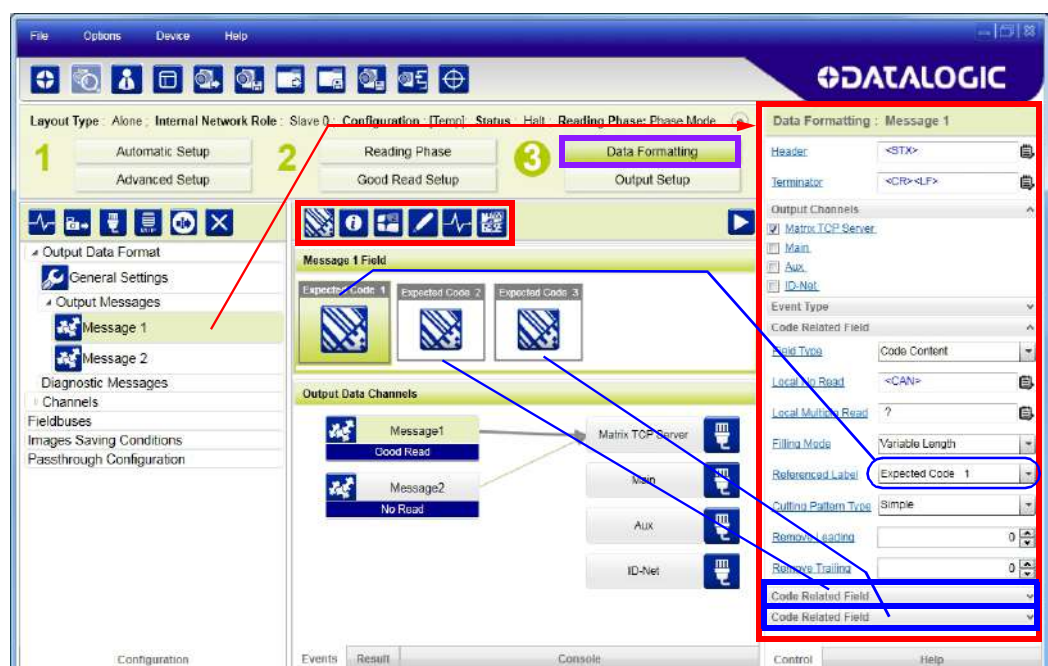 File Options Device Help
DATALOGIC
Layout Type : Alone ; Internal Network Role : Slave 0 ; Configuration : [Temp] Status : Halt ; Reading Phase: Phase Mode
1
Automatic Setup
Advanced Setup
2
Reading Phase
Good Read Setup
3
Data Formatting
Output Setup
Output Data Format
General Settings
Output Messages
Message 1
Message 2
Diagnostic Messages
Channels
Fieldbuses
Images Saving Conditions
Passthrough Configuration
Configuration
Message 1 Field
Expected Code 1
Expected Code 2
Expected Code 3
Output Data Channels
Message1
Good Read
Message2
No Read
Matrix TCP Server
Main
Aux
ID-Net
Events Result Console
Data Formatting : Message 1
Header <STX>
Terminator <CR><LF>
Output Channels
Matrix TCP Server
Main
Aux
ID-Net
Event Type
Code Related Field
Field Type Code Content
Local No Read <CAN>
Local Multiple Read ?
Filling Mode Variable Length
Referenced Label Expected Code 1
Cutting Pattern Type Simple
Remove Leading 0
Remove Trailing 0
Code Related Field
Code Related Field
Control Help